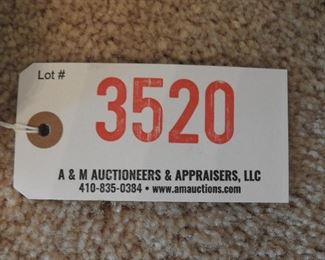 Lot #
3520
A & M AUCTIONEERS & APPRAISERS, LLC
410-835-0384 • www.amauctions.com